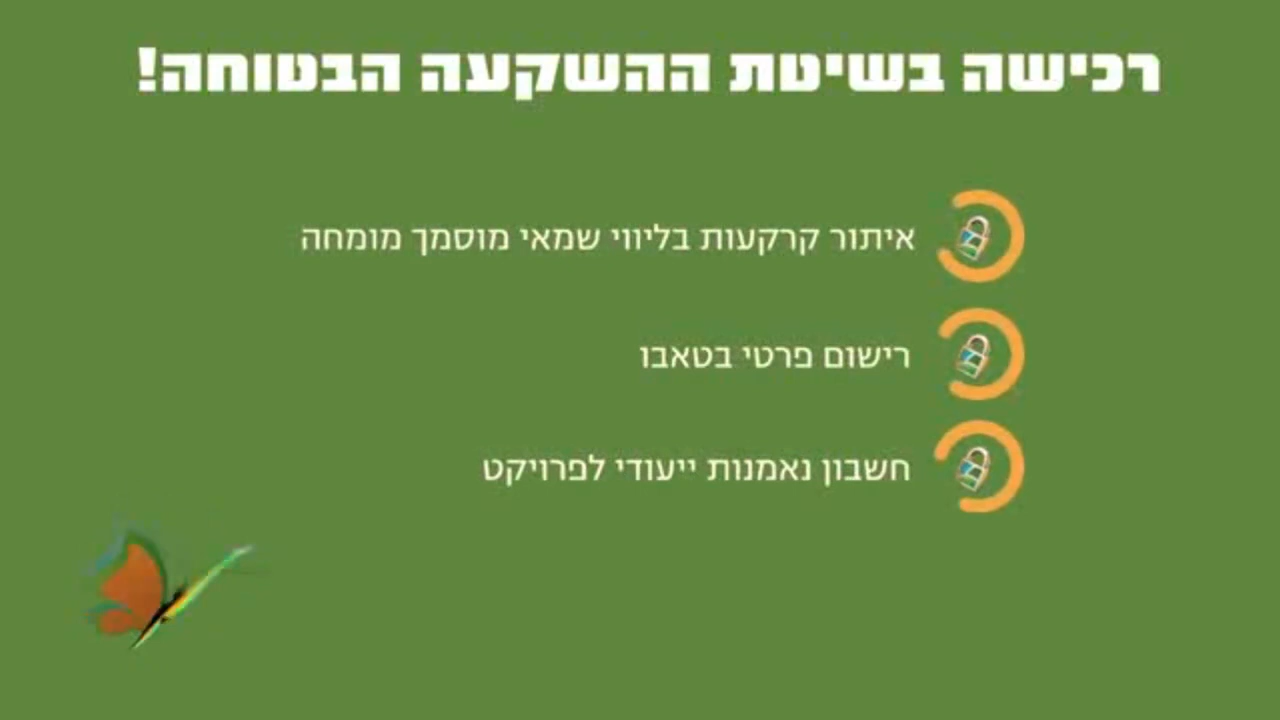 רכישה בשיטת ההשקעה הבטוחה!
איתור קרקעות בליווי שמאי מוסמך מומחה
רישום פרטי בטאבו
חשבון נאמנות ייעודי לפרויקט